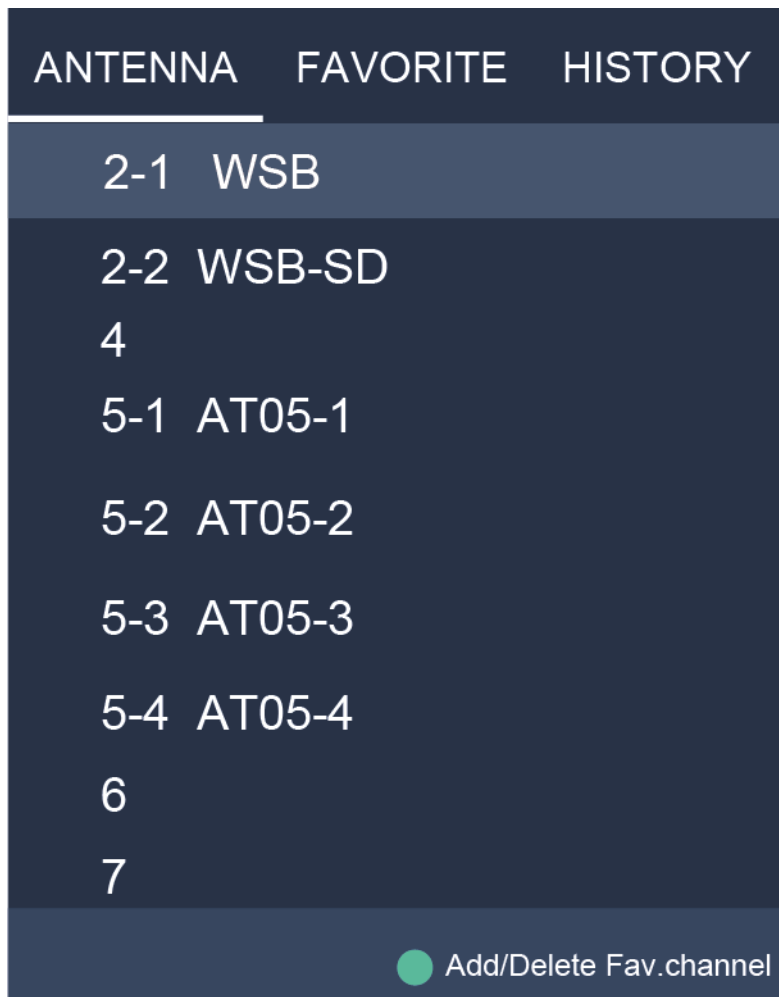 ANTENNA FAVORITE HISTORY
2-1 WSB
2-2 WSB-SD
4
5-1 AT05-1
5-2 AT05-2
5-3 AT05-3
5-4 AT05-4
6
7
Add/Delete Fav.channel